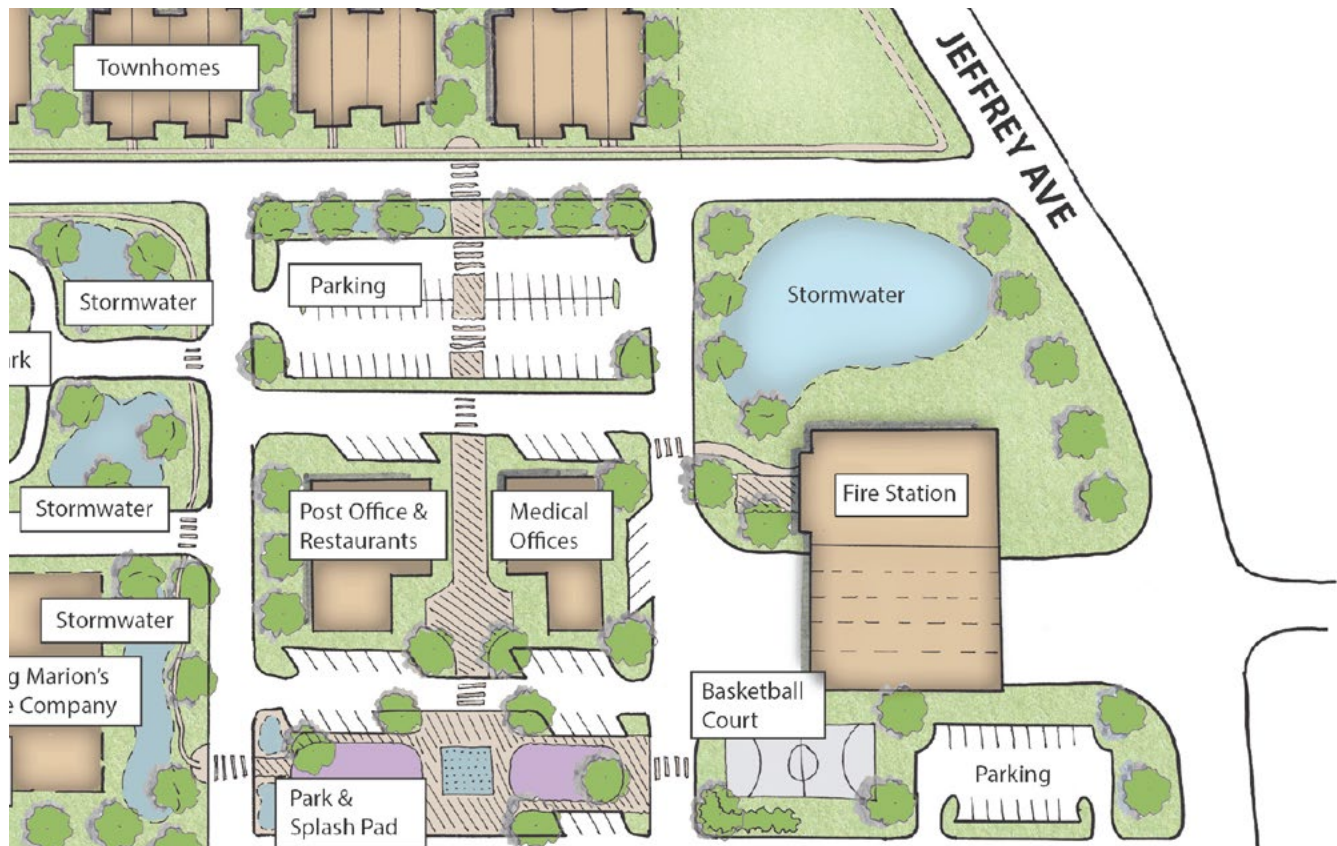 Townhomes
JEFFREY AVE
Stormwater
Parking
Stormwater
ark
Stormwater
Post Office &
Restaurants
Medical
Offices
Fire Station
Stormwater
g Marion's
e Company
Basketball
Court
Parking
Park &
Splash Pad